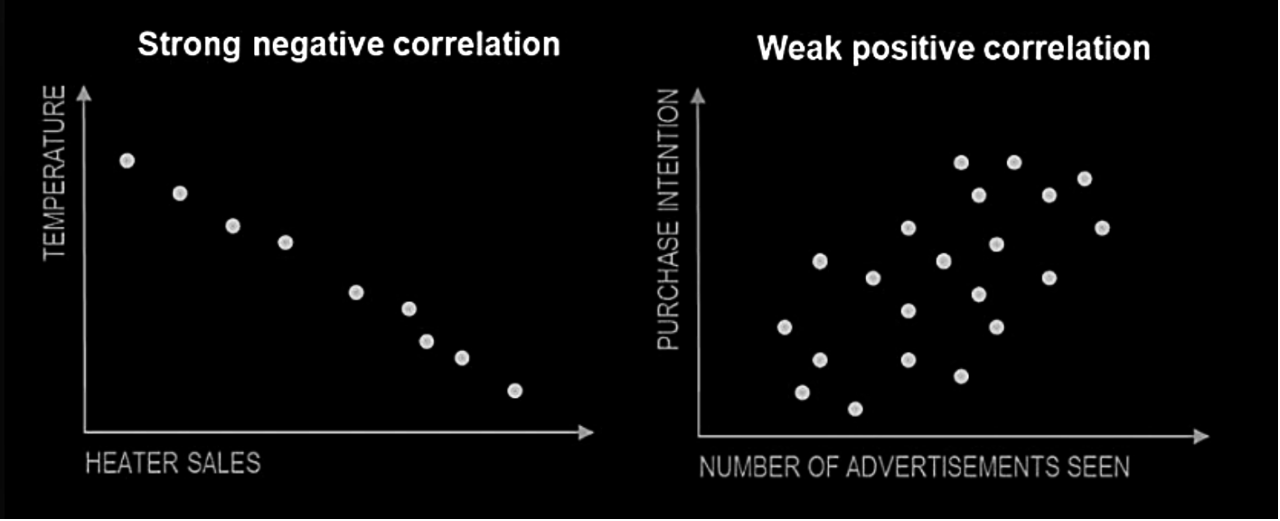 Strong negative correlation
TEMPERATURE
HEATER SALES
Weak positive correlation
PURCHASE INTENTION
NUMBER OF ADVERTISEMENTS SEEN